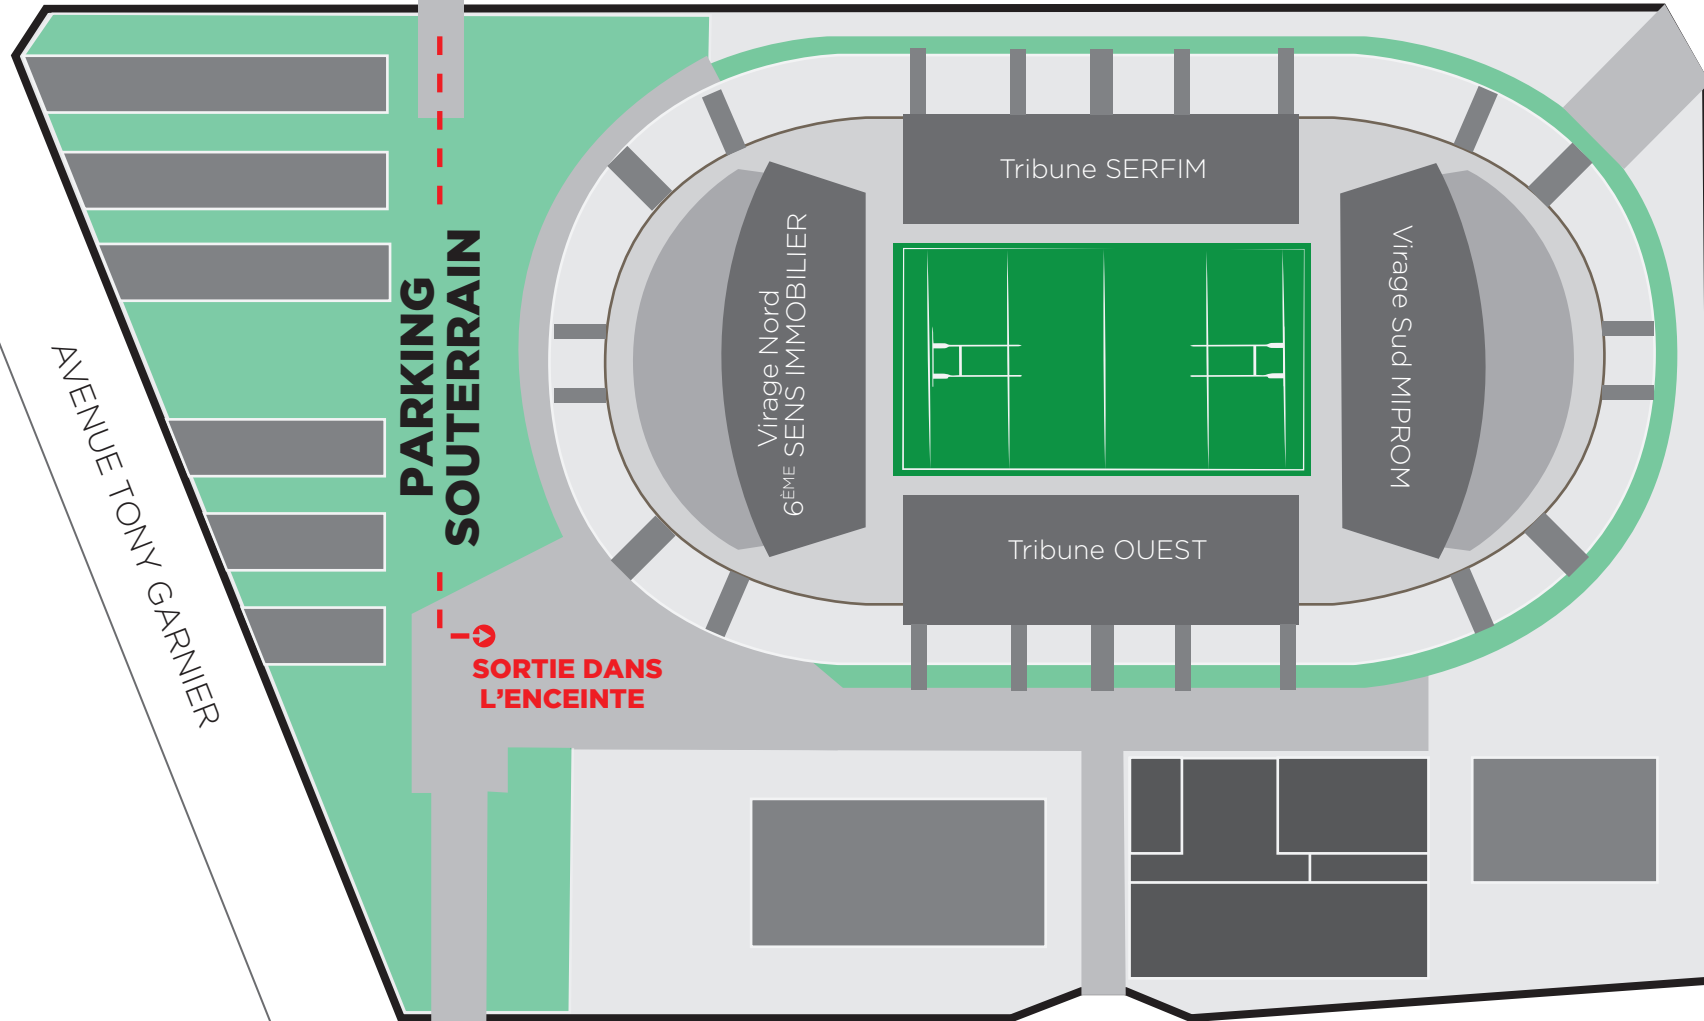 AVENUE TONY GARNIER
PARKING
SOUTERRAIN
SORTIE DANS
L'ENCEINTE
Virage Nord
6ÈME SENS IMMOBILIER
Tribune SERFIM
Tribune OUEST
Virage Sud MIPROM